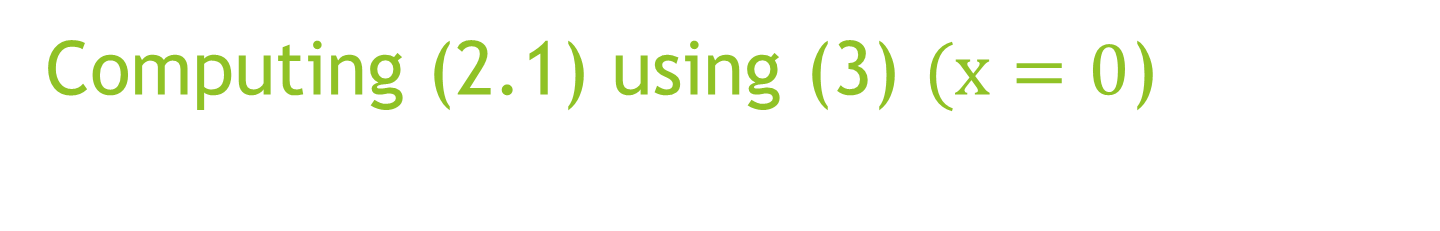 Computing (2.1) using (3) (x = 0)